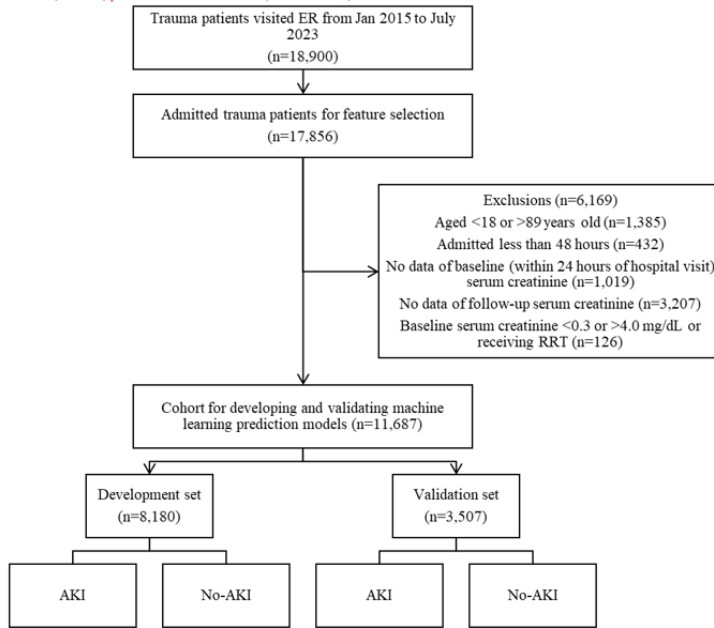 Trauma patients visited ER from Jan 2015 to July
2023
(n=18,900)
Admitted trauma patients for feature selection
(n=17,856)
Exclusions (n=6,169)
Aged <18 or >89 years old (n=1,385)
Admitted less than 48 hours (n=432)
No data of baseline (within 24 hours of hospital visit)
serum creatinine (n=1,019)
No data of follow-up serum creatinine (n=3,207)
Baseline serum creatinine <0.3 or >4.0 mg/dL or
receiving RRT (n=126)
Cohort for developing and validating machine
learning prediction models (n=11,687)
Development set
(n=8,180)
Validation set
(n=3,507)
AKI
No-AKI
AKI
No-AKI